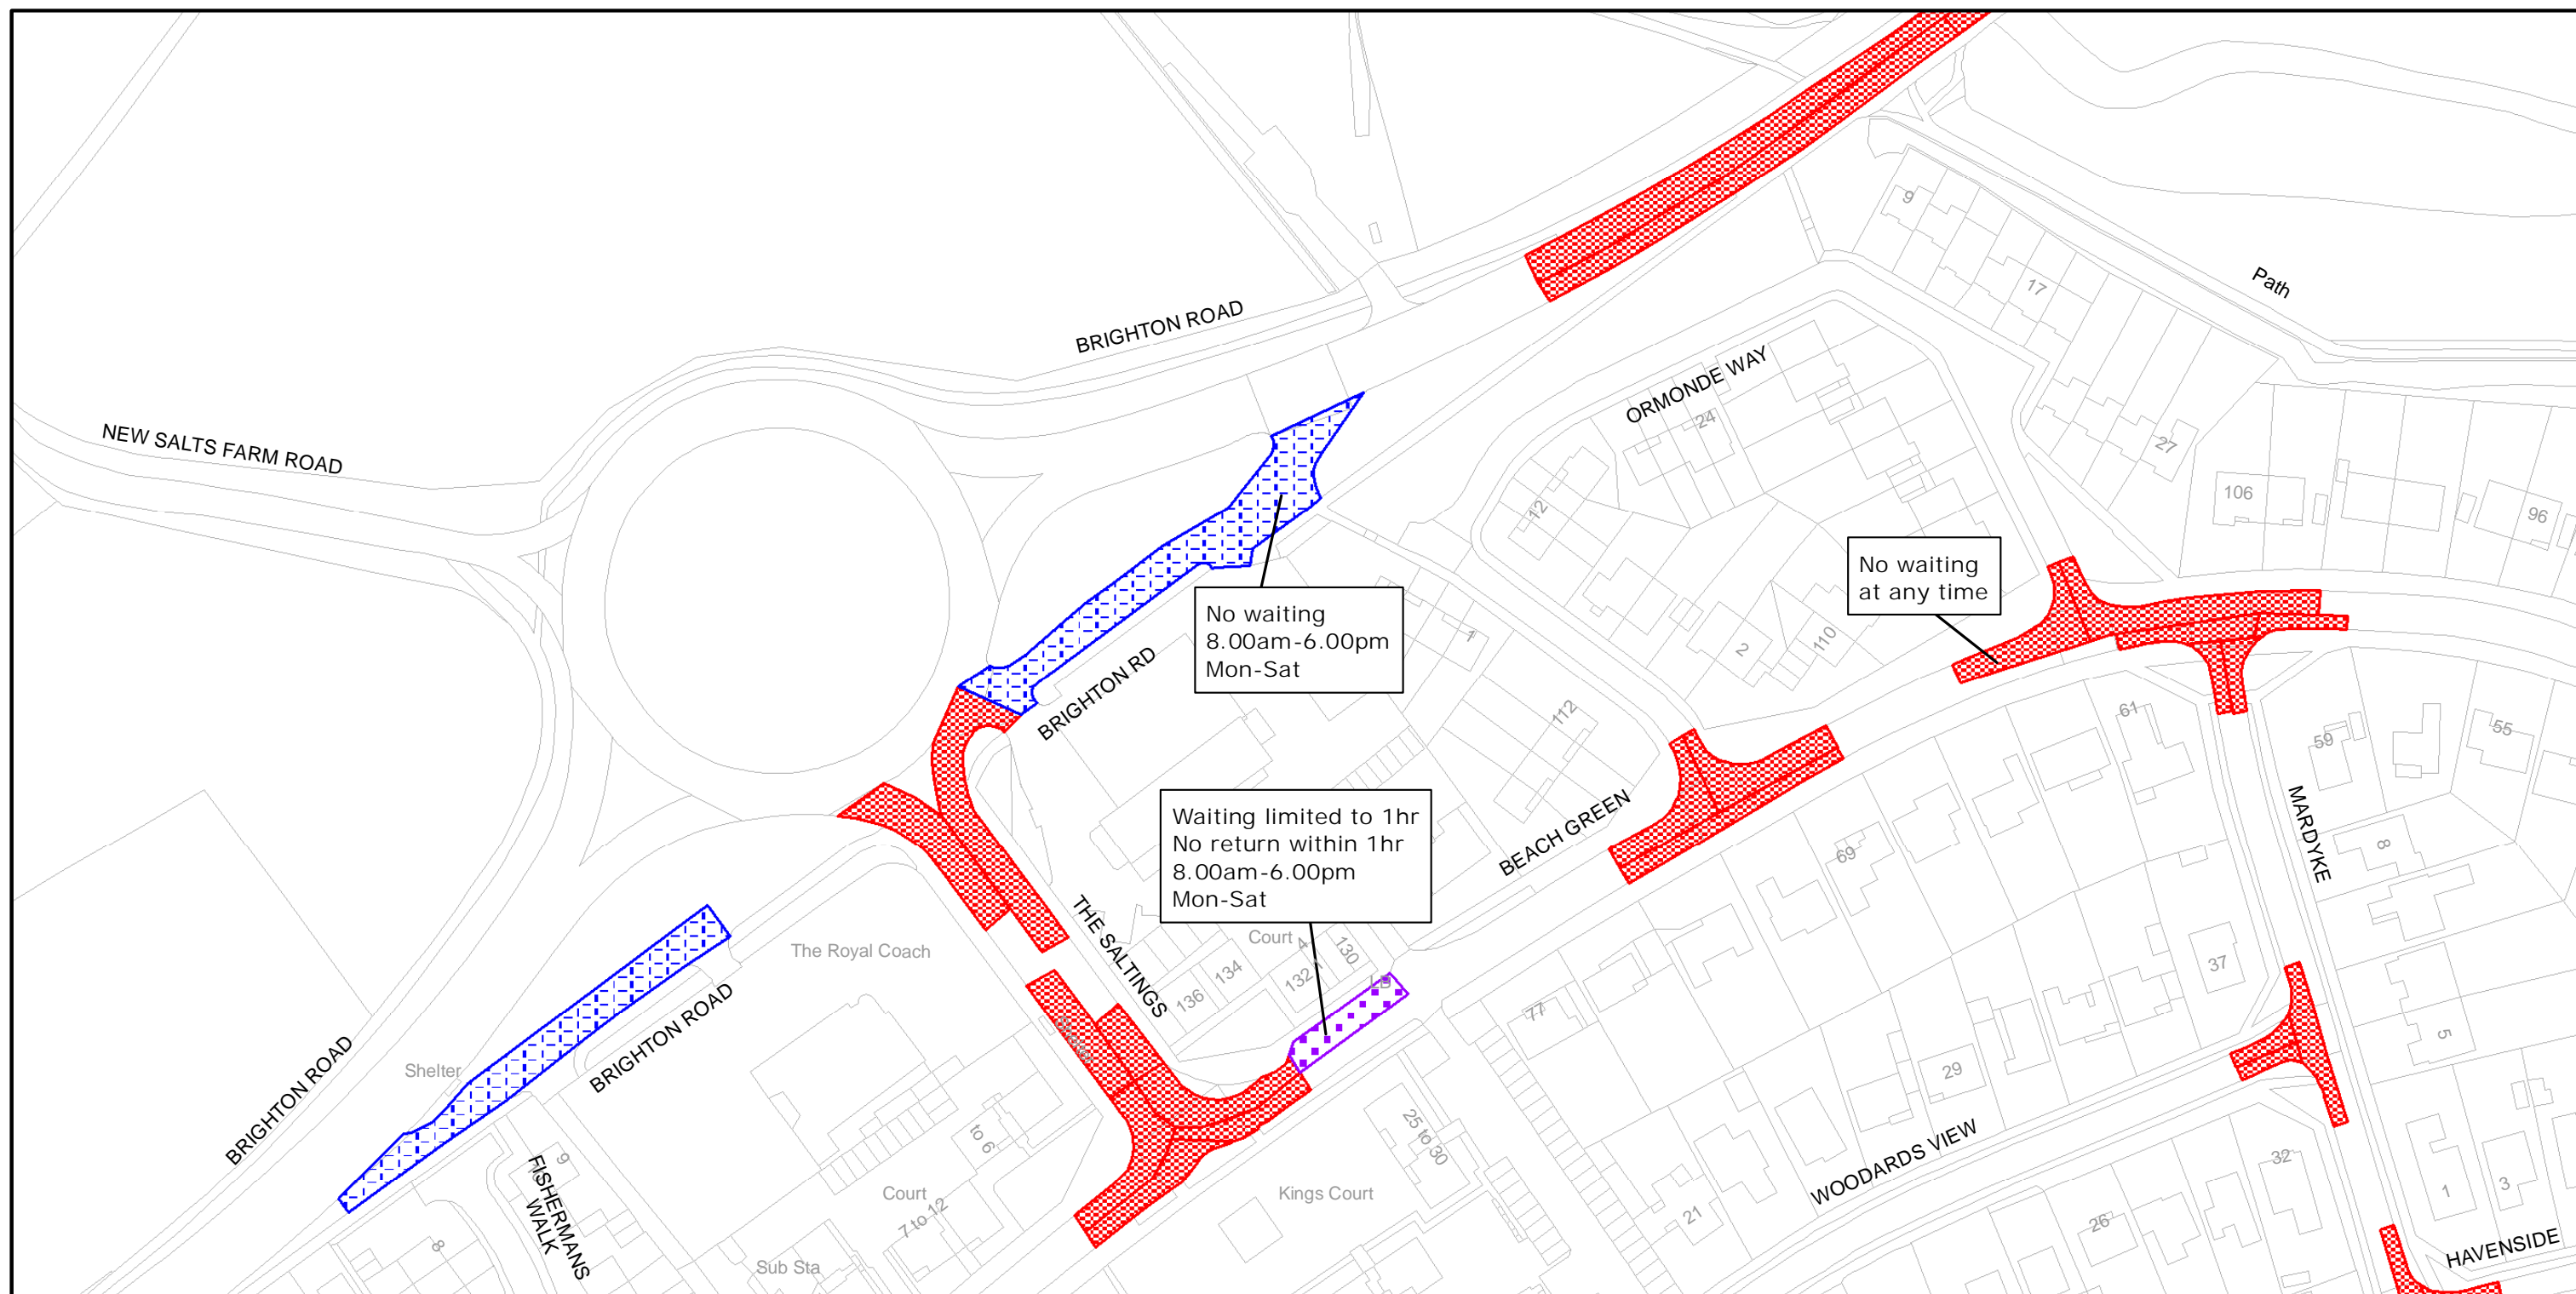 9
17
Path
BRIGHTON ROAD
ORMONDE WAY
24
27
NEW SALTS FARM ROAD
12
106
96
No waiting
at any time
No waiting
8.00am-6.00pm
Mon-Sat
1
2
110
BRIGHTON RD
112
61
59
55
Waiting limited to 1hr
No return within 1hr
8.00am-6.00pm
Mon-Sat
BEACH GREEN
69
MARDYKE
8
THE SALTINGS
The Royal Coach
Court
4
130
134
132
1
LB
136
37
77
BRIGHTON ROAD
BRIGHTON ROAD
Shelter
5
29
25 to 30
to 6
9
FISHERMANS
WALK
WOODARDS VIEW
32
Court
7 to 12
Kings Court
21
26
1
3
8
Sub Sta
HAVENSIDE